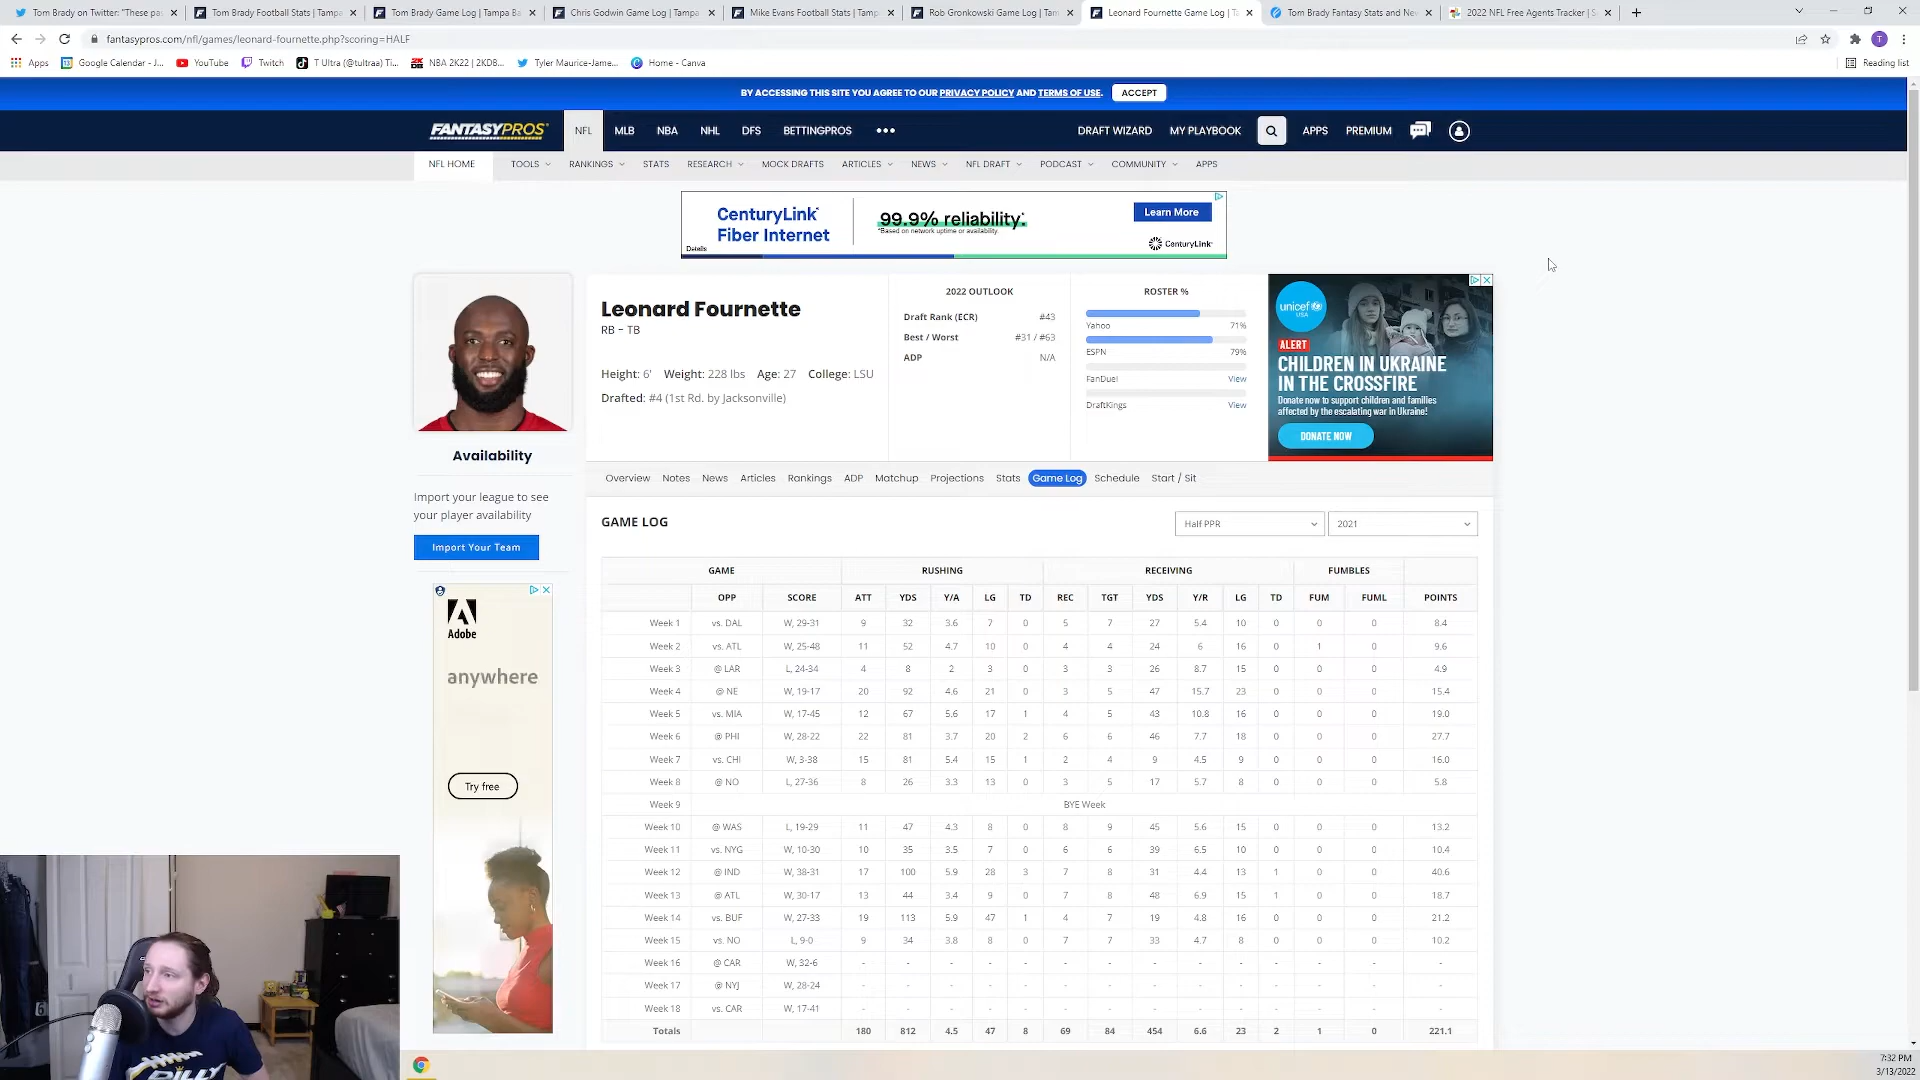 Tom Brady on Twitter: "These pa
Tom Brady Football Stats | Tampa
Tom Brady Game Log | Tampa Ba
Chris Godwin Game Log | Tampa
Mike Evans Football Stats | Tampa
Rob Gronkowski Game Log | Tam
Leonard Fournette Game Log | Ta
Tom Brady Fantasy Stats and Nev
2022 NFL Free Agents Tracker | S
fantasypros.com/nfl/games/leonard-fournette.php?scoring=HALF
T
Apps
Google Calendar - J...
YouTube
Twitch
T Ultra (@tultraa) Ti...
NBA 2K22 | 2KDB...
Tyler Maurice-Jame...
Home - Canva
Reading list
BY ACCESSING THIS SITE YOU AGREE TO OUR PRIVACY POLICY AND TERMS OF USE. ACCEPT
FANTASYPROS NFL MLB NBA NHL DFS BETTINGPROS ••• DRAFT WIZARD MY PLAYBOOK APPS PREMIUM
NFL HOME TOOLS RANKINGS STATS RESEARCH MOCK DRAFTS ARTICLES NEWS NFL DRAFT PODCAST COMMUNITY APPS
CenturyLink
Fiber Internet
Details
99.9% reliability.*
*Based on network uptime or availability.
Learn More
CenturyLink
Leonard Fournette
RB - TB
Height: 6' Weight: 228 lbs Age: 27 College: LSU
Drafted: #4 (1st Rd. by Jacksonville)
2022 OUTLOOK
Draft Rank (ECR) #43
Best / Worst #31 / #63
ADP N/A
ROSTER %
Yahoo 71%
ESPN 79%
FanDuel View
DraftKings View
unicef
USA
ALERT
CHILDREN IN UKRAINE
IN THE CROSSFIRE
Donate now to support children and families
affected by the escalating war in Ukraine!
DONATE NOW
Availability
Import your league to see
your player availability
Import Your Team
Adobe
anywhere
Try free
Overview Notes News Articles Rankings ADP Matchup Projections Stats Game Log Schedule Start / Sit
GAME LOG
Half PPR
2021
GAME RUSHING RECEIVING FUMBLES
OPP SCORE ATT YDS Y/A LG TD REC TGT YDS Y/R LG TD FUM FUML POINTS
Week 1 vs. DAL W, 29-31 9 32 3.6 7 0 5 7 27 5.4 10 0 0 0 8.4
Week 2 vs. ATL W, 25-48 11 52 4.7 10 0 4 4 24 6 16 0 1 0 9.6
Week 3 @ LAR L, 24-34 4 8 2 3 0 3 3 26 8.7 15 0 0 0 4.9
Week 4 @ NE W, 19-17 20 92 4.6 21 0 3 5 47 15.7 23 0 0 0 15.4
Week 5 vs. MIA W, 17-45 12 67 5.6 17 1 4 5 43 10.8 16 0 0 0 19.0
Week 6 @ PHI W, 28-22 22 81 3.7 20 2 6 6 46 7.7 18 0 0 0 27.7
Week 7 vs. CHI W, 3-38 15 81 5.4 15 1 2 4 9 4.5 9 0 0 0 16.0
Week 8 @ NO L, 27-36 8 26 3.3 13 0 3 5 17 5.7 8 0 0 0 5.8
Week 9 BYE Week
Week 10 @ WAS L, 19-29 11 47 4.3 8 0 8 9 45 5.6 15 0 0 0 13.2
Week 11 vs. NYG W, 10-30 10 35 3.5 7 0 6 6 39 6.5 10 0 0 0 10.4
Week 12 @ IND W, 38-31 17 100 5.9 28 3 7 8 31 4.4 13 1 0 0 40.6
Week 13 @ ATL W, 30-17 13 44 3.4 9 0 7 8 48 6.9 15 1 0 0 18.7
Week 14 vs. BUF W, 27-33 19 113 5.9 47 1 4 7 19 4.8 16 0 0 0 21.2
Week 15 vs. NO L, 9-0 9 34 3.8 8 0 7 7 33 4.7 8 0 0 0 10.2
Week 16 @ CAR W, 32-6 - - - - - - - - - - - - - -
Week 17 @ NYJ W, 28-24 - - - - - - - - - - - - - -
Week 18 vs. CAR W, 17-41 - - - - - - - - - - - - - -
Totals 180 812 4.5 47 8 69 84 454 6.6 23 2 1 0 221.1
7:32 PM
3/13/2022